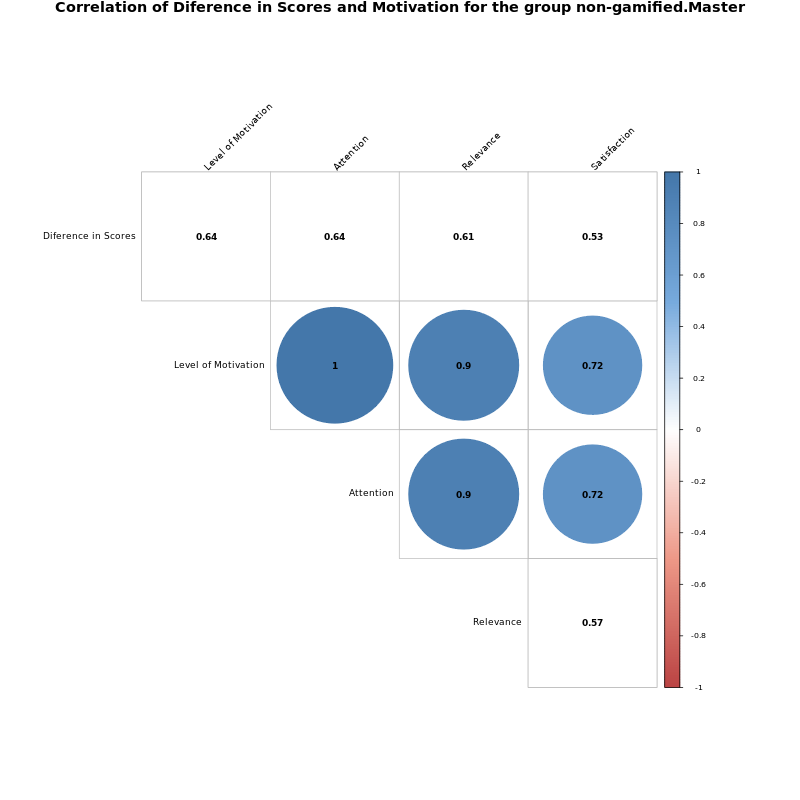 Correlation of Diference in Scores and Motivation for the group non-gamified.Master
Level of Motivation
Attention
Relevance
Satisfaction
Diference in Scores
0.64
0.64
0.61
0.53
Level of Motivation
1
0.9
0.72
Attention
0.9
0.72
Relevance
0.57
1
0.8
0.6
0.4
0.2
0
-0.2
-0.4
-0.6
-0.8
-1